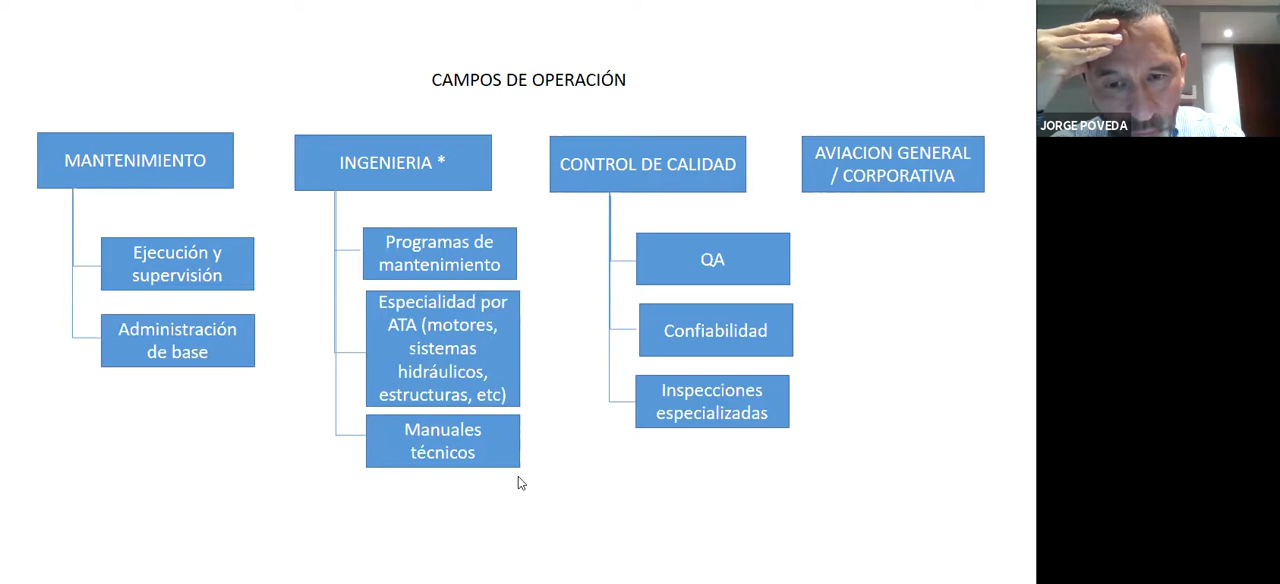 CAMPOS DE OPERACIÓN
MANTENIMIENTO
Ejecución y
supervisión
Administración
de base
INGENIERIA *
Programas de
mantenimiento
Especialidad por
ATA (motores,
sistemas
hidráulicos,
estructuras, etc)
Manuales
técnicos
CONTROL DE CALIDAD
QA
Confiabilidad
Inspecciones
especializadas
AVIACION GENERAL
/ CORPORATIVA
JORGE POVEDA